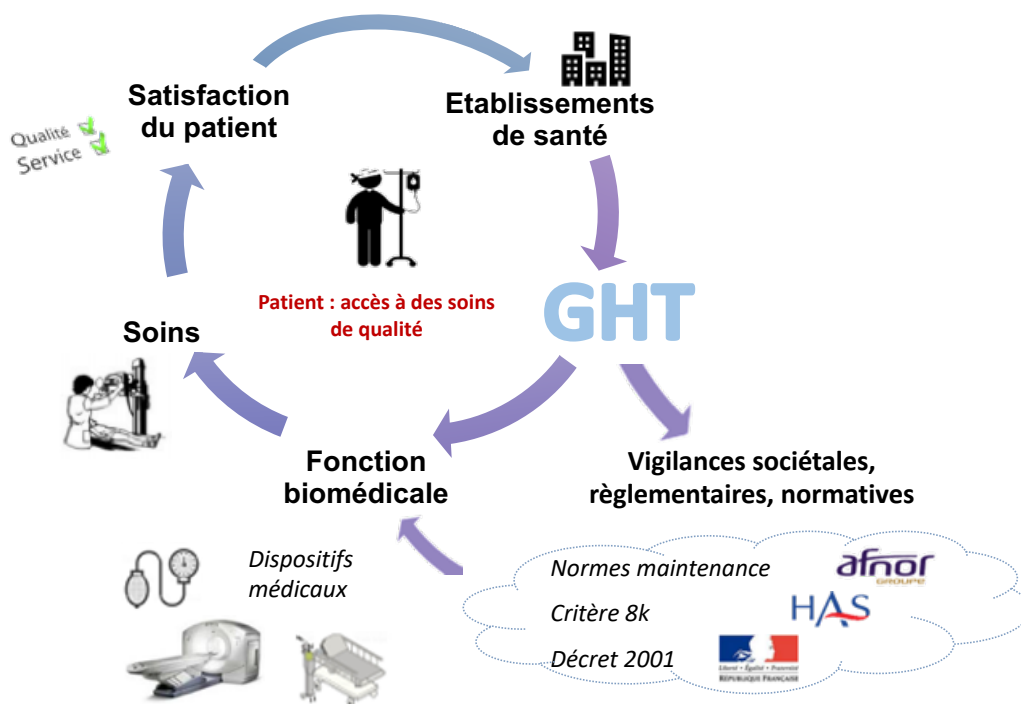 Satisfaction
du patient
Etablissements
de santé
Qualité
Service
Patient : accès à des soins
de qualité
GHT
Soins
Fonction
biomédicale
Vigilances sociétales,
règlementaires, normatives
Dispositifs
médicaux
Normes maintenance
afnor
GROUPE
Critère 8k
HAS
Décret 2001
Liberté • Égalité • Fraternité
RÉPUBLIQUE FRANÇAISE